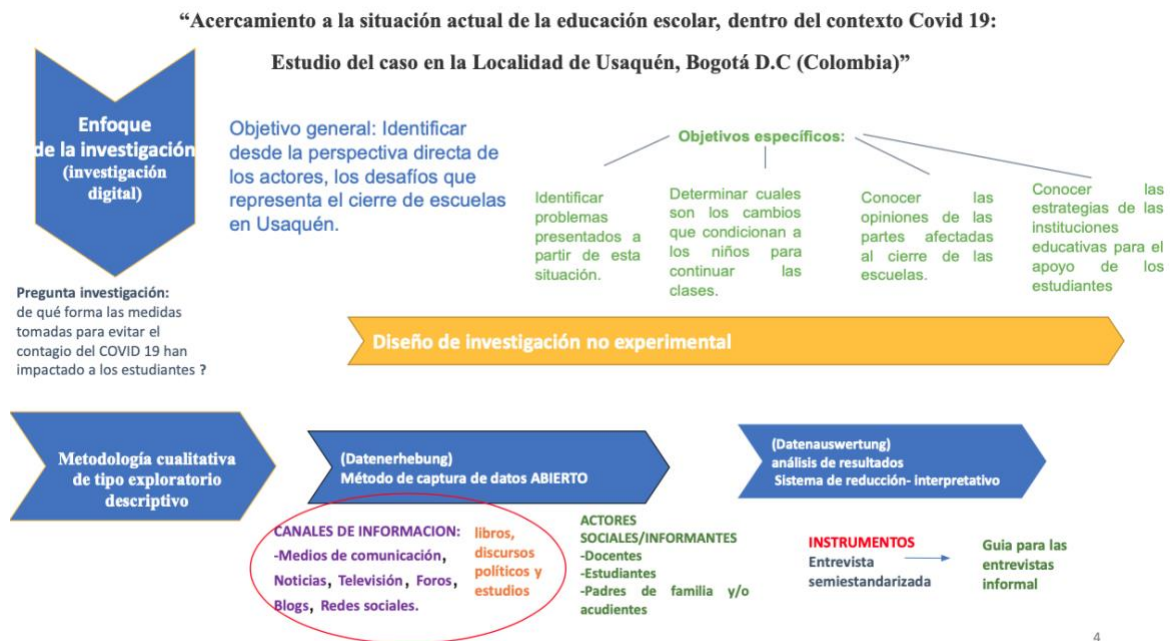 “Acercamiento a la situación actual de la educación escolar, dentro del contexto Covid 19:
Estudio del caso en la Localidad de Usaquén, Bogotá D.C (Colombia)”
Enfoque
de la investigación
(investigación
digital)
Objetivo general: Identificar
desde la perspectiva directa de
los actores, los desafíos que
representa el cierre de escuelas
en Usaquén.
Objetivos específicos:
Identificar
problemas
presentados a
partir de esta
situación.
Determinar cuales
son los cambios
que condicionan a
los niños para
continuar las
clases.
Conocer las
opiniones de las
partes afectadas
al cierre de las
escuelas.
Conocer las
estrategias de las
instituciones
educativas para el
apoyo de los
estudiantes
Pregunta investigación:
de qué forma las medidas
tomadas para evitar el
contagio del COVID 19 han
impactado a los estudiantes ?
Diseño de investigación no experimental
Metodología cualitativa
de tipo exploratorio
descriptivo
(Datenerhebung)
Método de captura de datos ABIERTO
(Datenauswertung)
análisis de resultados
Sistema de reducción- interpretativo
CANALES DE INFORMACION:
-Medios de comunicación,
Noticias, Televisión, Foros,
Blogs, Redes sociales.
libros,
discursos
políticos y
estudios
ACTORES
SOCIALES/INFORMANTES
-Docentes
-Estudiantes
-Padres de familia y/o
acudientes
INSTRUMENTOS
Entrevista
semiestandarizada
Guia para las
entrevistas
informal
4